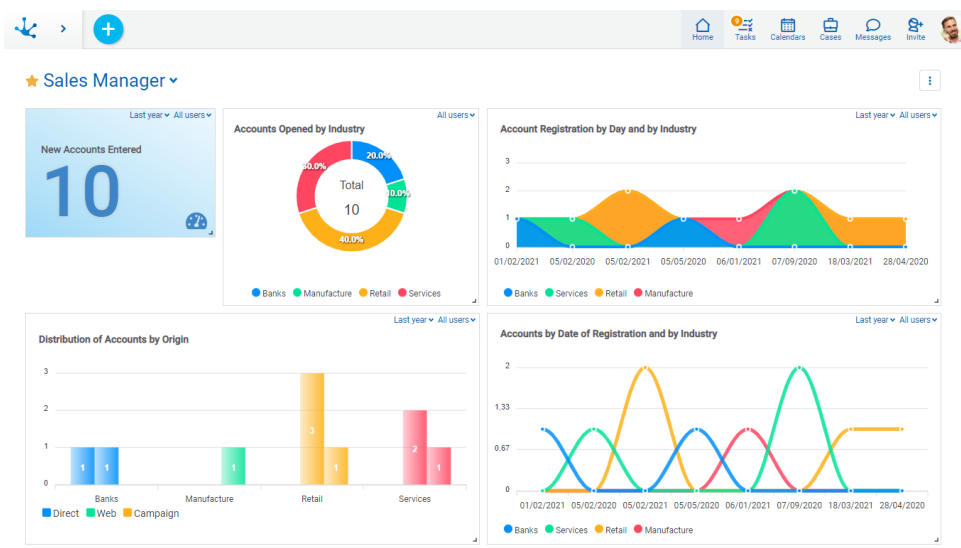 9
Home
Tasks
Calendars
Cases
Messages
Invite
Sales Manager
Last year All users
New Accounts Entered
10
All users
Accounts Opened by Industry
20.0%
10.0%
40.0%
30.0%
Total
10
Banks Manufacture Retail Services
Last year All users
Account Registration by Day and by Industry
3
2
1
0
01/02/2021 05/02/2020 05/02/2021 05/05/2020 06/01/2021 07/09/2020 18/03/2021 28/04/2020
Banks Services Retail Manufacture
Last year All users
Distribution of Accounts by Origin
3
2
1
0
1 1 1 3 1 2 1
Banks Manufacture Retail Services
Direct Web Campaign
Last year All users
Accounts by Date of Registration and by Industry
2
1,33
0,67
0
01/02/2021 05/02/2020 05/02/2021 05/05/2020 06/01/2021 07/09/2020 18/03/2021 28/04/2020
Banks Services Retail Manufacture